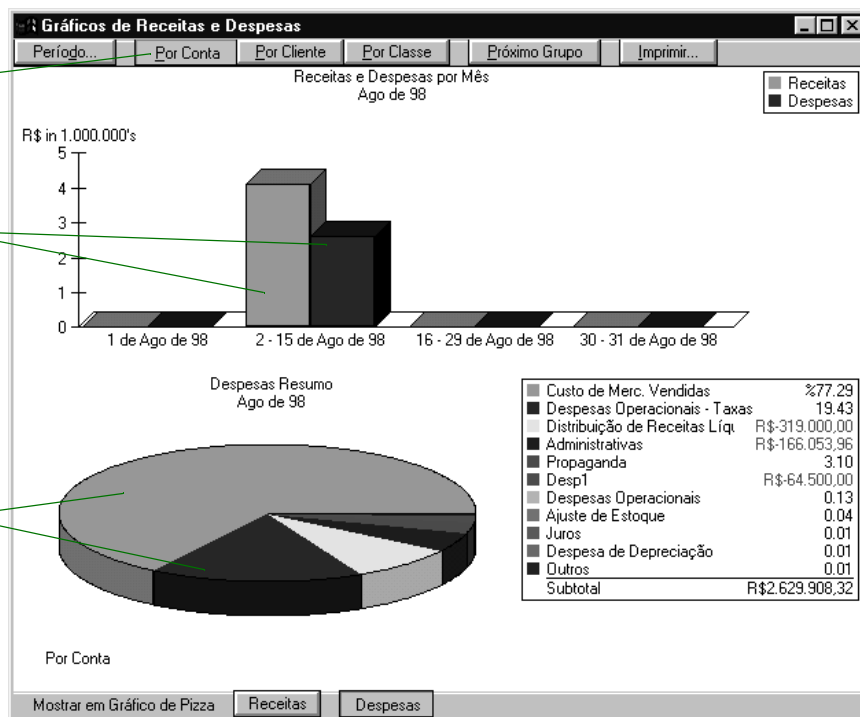 Gráficos de Receitas e Despesas
Período... Por Conta Por Cliente Por Classe Próximo Grupo Imprimir...
Receitas e Despesas por Mês
Ago de 98
Receitas
Despesas
R$ in 1.000.000's
5
4
3
2
1
0
1 de Ago de 98 2 - 15 de Ago de 98 16 - 29 de Ago de 98 30 - 31 de Ago de 98
Despesas Resumo
Ago de 98
Custo de Merc. Vendidas %77.29
Despesas Operacionais - Taxas 19.43
Distribuição de Receitas Líqu R$-319.000,00
Administrativas R$-166.053,96
Propaganda 3.10
Desp1 R$-64.500,00
Despesas Operacionais 0.13
Ajuste de Estoque 0.04
Juros 0.01
Despesa de Depreciação 0.01
Outros 0.01
Subtotal R$2.629.908,32
Por Conta
Mostrar em Gráfico de Pizza Receitas Despesas